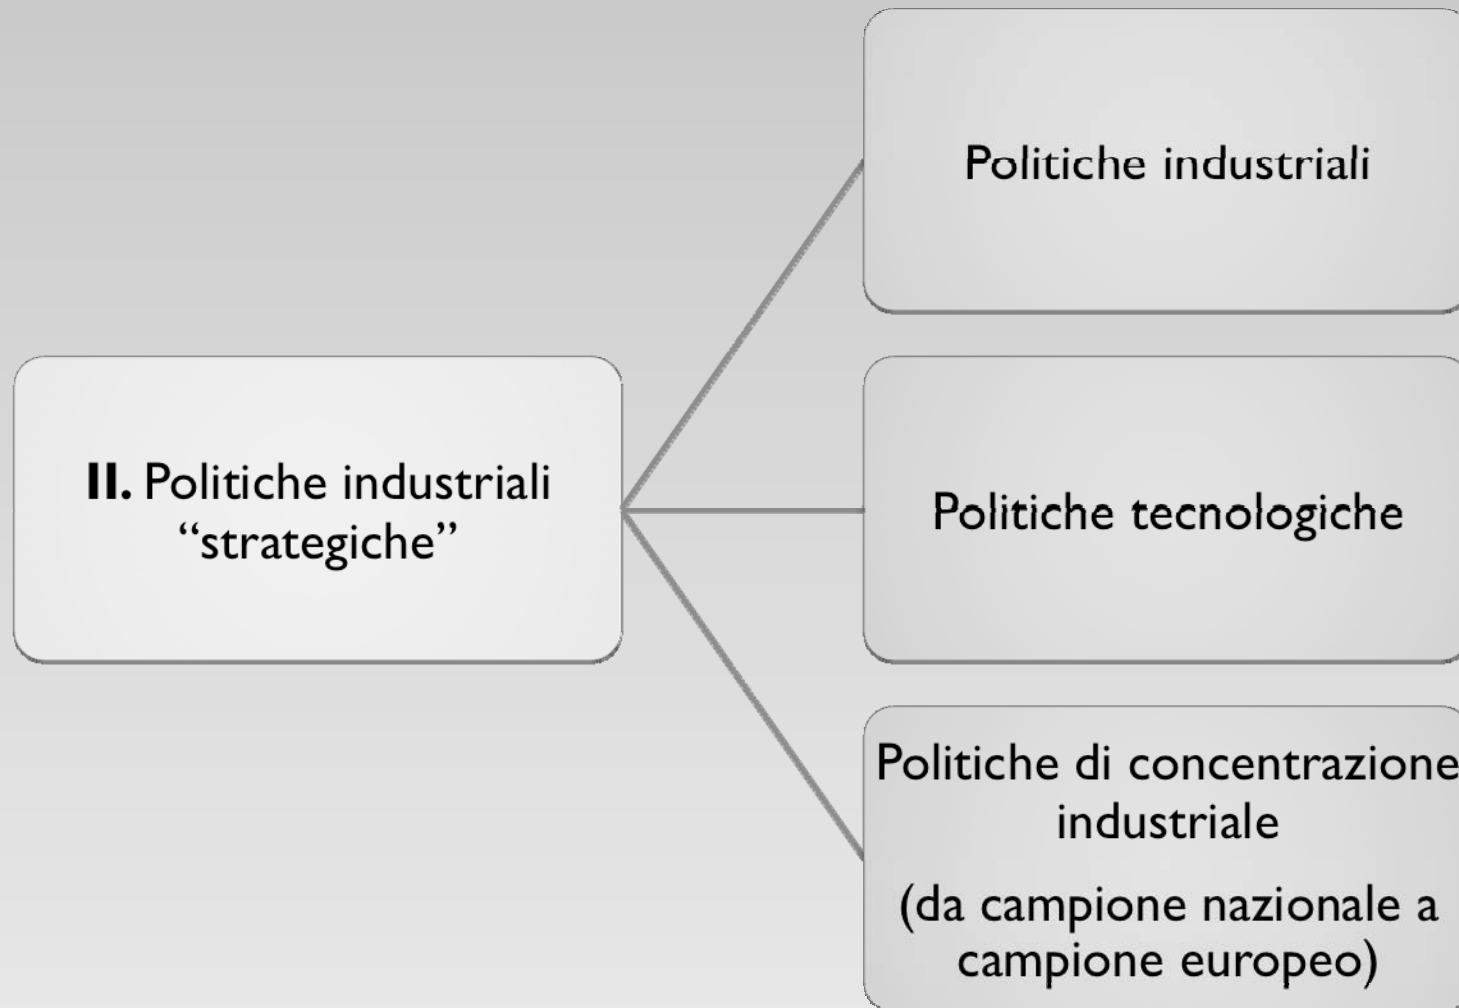 Politiche industriali
II. Politiche industriali
“strategiche”
Politiche tecnologiche
Politiche di concentrazione
industriale
(da campione nazionale a
campione europeo)